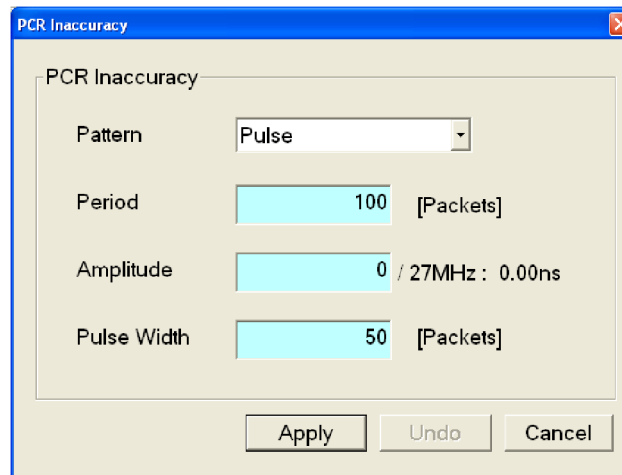 PCR Inaccuracy
PCR Inaccuracy
Pattern Pulse
Period 100 [Packets]
Amplitude 0 / 27MHz : 0.00ns
Pulse Width 50 [Packets]
Apply Undo Cancel